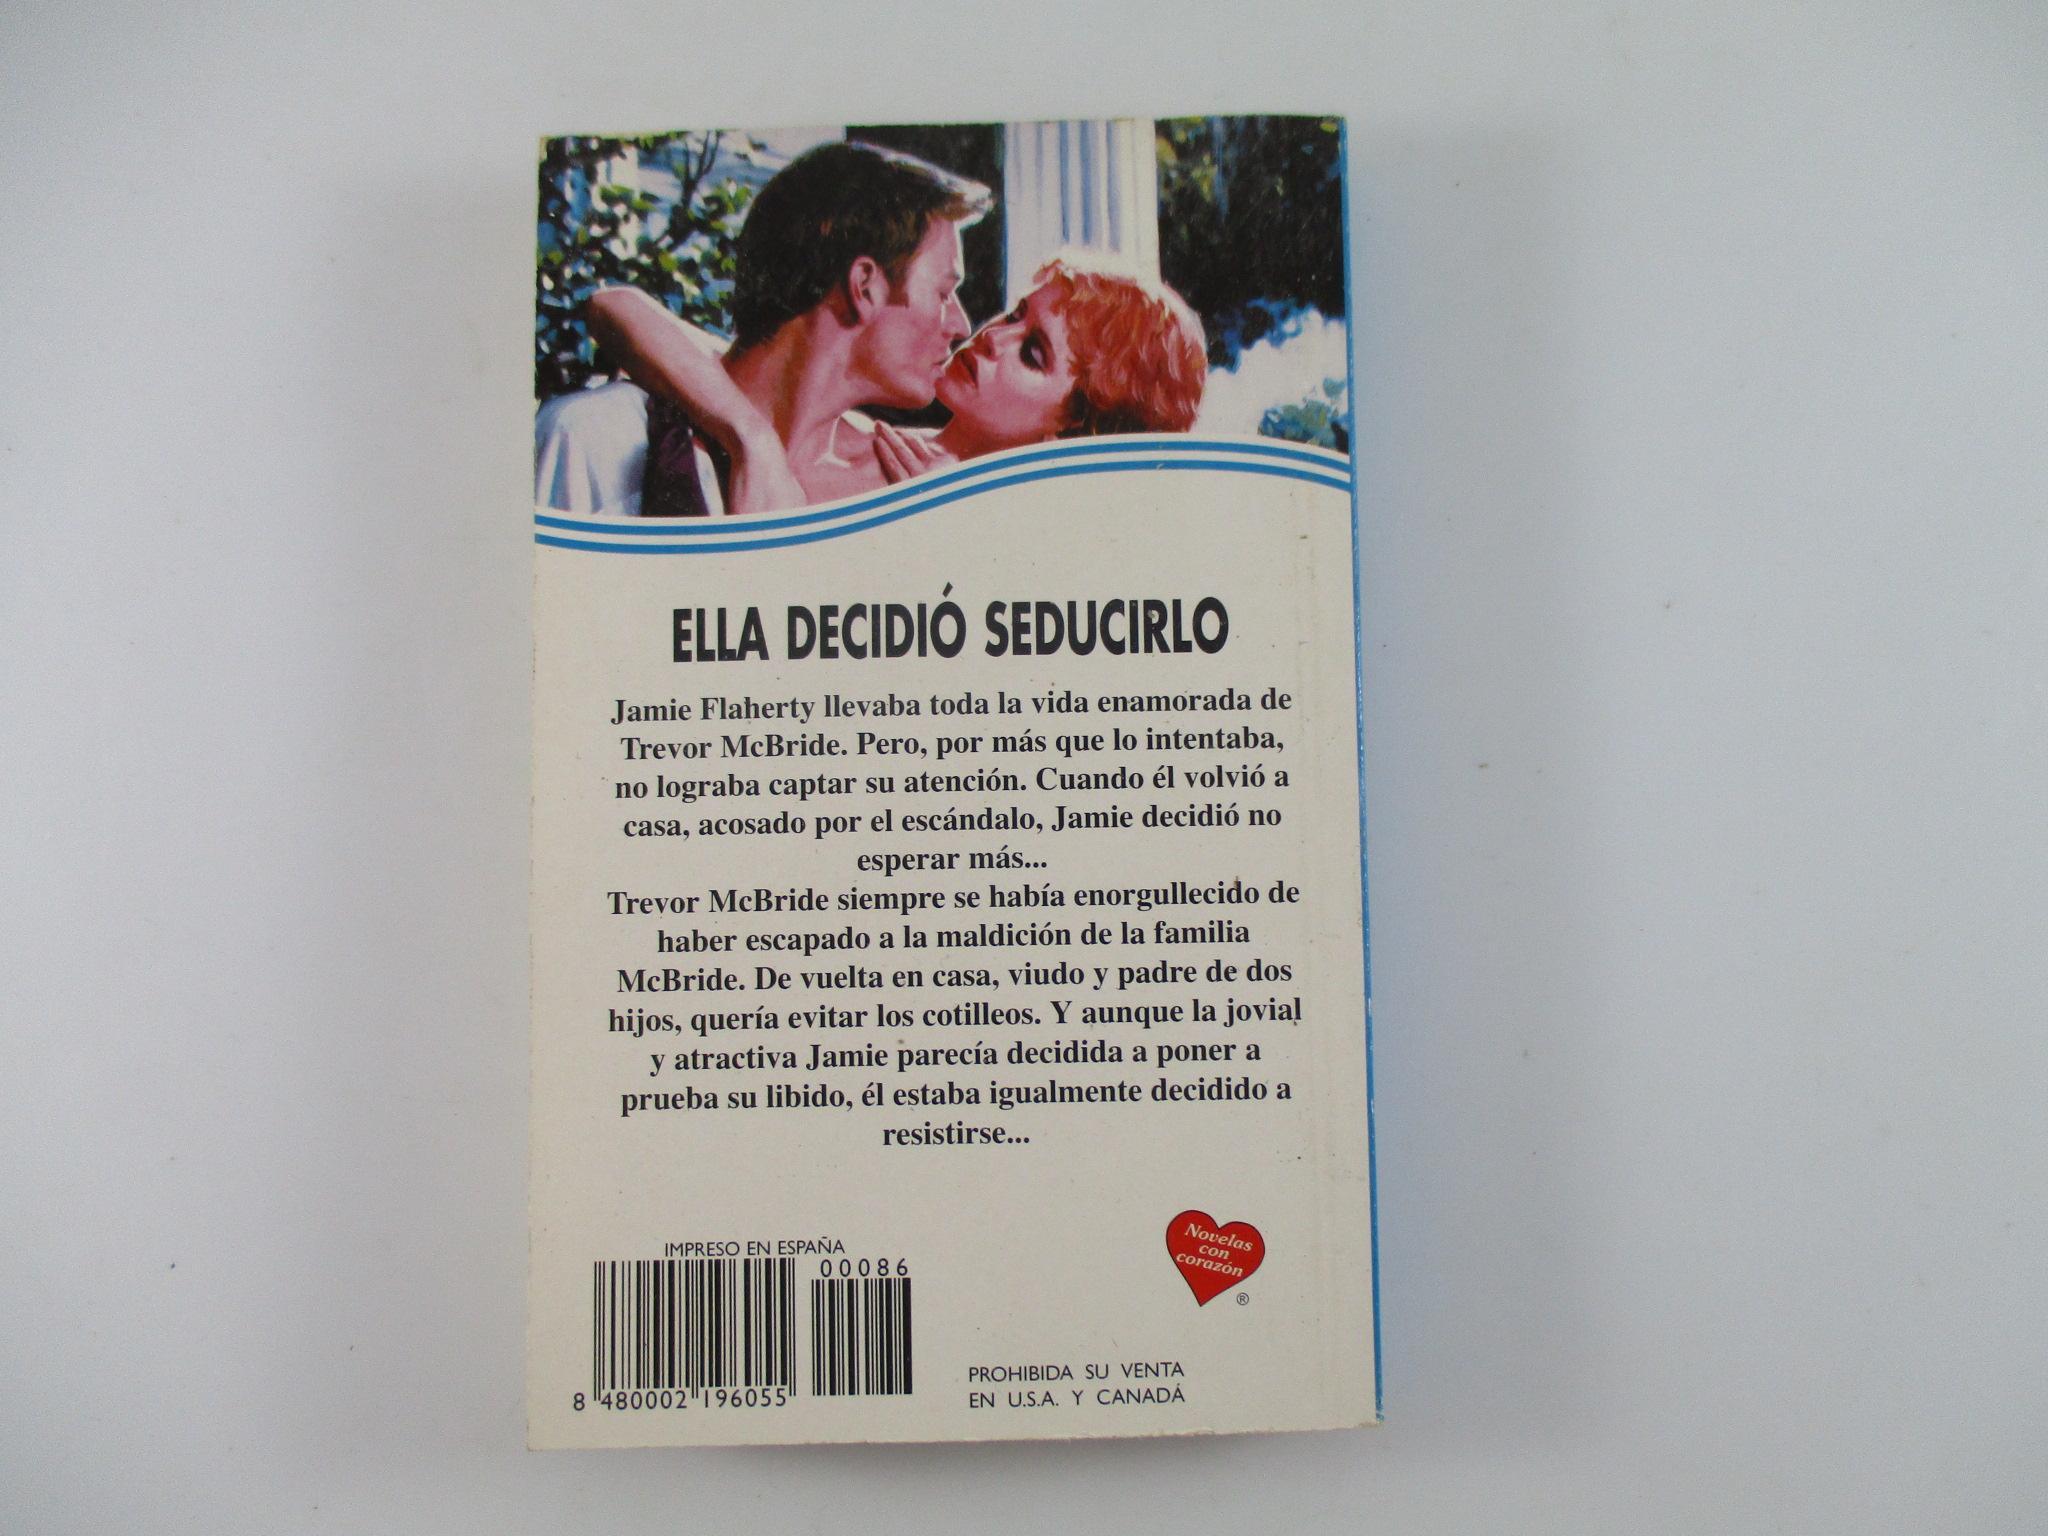 ELLA DECIDIÓ SEDUCIRLO
Jamie Flaherty llevaba toda la vida enamorada de
Trevor McBride. Pero, por más que lo intentaba,
no lograba captar su atención. Cuando él volvió a
casa, acosado por el escándalo, Jamie decidió no
esperar más...
Trevor McBride siempre se había enorgullecido de
haber escapado a la maldición de la familia
McBride. De vuelta en casa, viudo y padre de dos
hijos, quería evitar los cotilleos. Y aunque la jovial
y atractiva Jamie parecía decidida a poner a
prueba su libido, él estaba igualmente decidido a
resistirse...
Novelas
con
corazón
®
IMPRESO EN ESPAÑA
00086
8 480002 196055
PROHIBIDA SU VENTA
EN U.S.A. Y CANADÁ